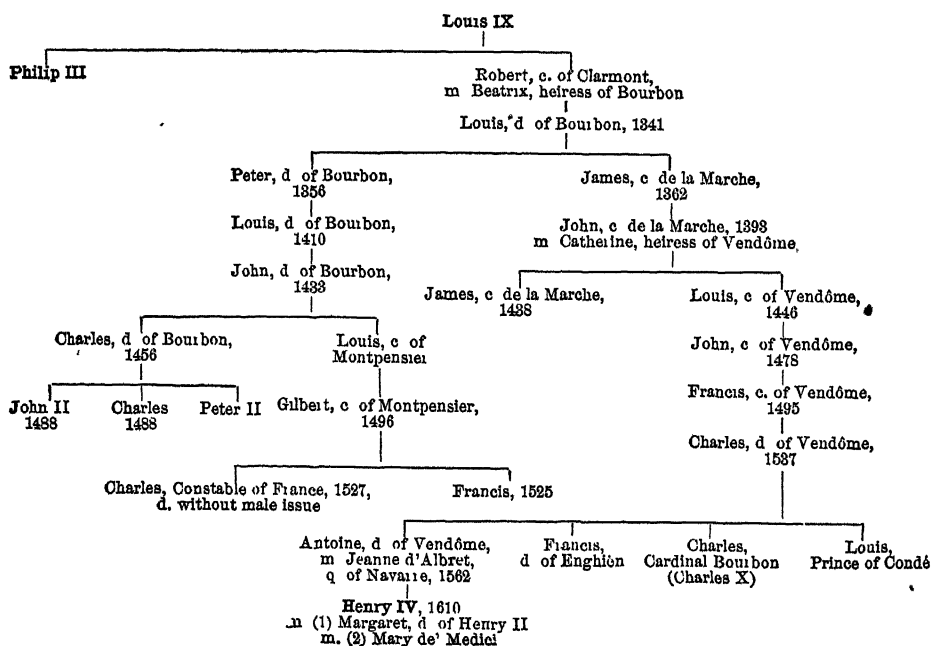 Louis IX
Philip III
Robert, c. of Clarmont,
m Beatrix, heiress of Bourbon
Louis, d of Bourbon, 1341
Peter, d of Bourbon,
1356
James, c de la Marche,
1362
Louis, d of Bourbon,
1410
John, c de la Marche, 1398
m Catherine, heiress of Vendôme,
John, d of Bourbon,
1433
James, c de la Marche,
1438
Louis, c of Vendôme,
1446
Charles, d of Bourbon,
1456
Louis, c of
Montpensier
John, c of Vendôme,
1478
John II
1488
Charles
1488
Peter II
Gilbert, c of Montpensier,
1496
Francis, c. of Vendôme,
1495
Charles, d of Vendôme,
1537
Charles, Constable of France, 1527,
d. without male issue
Francis, 1525
Antoine, d of Vendôme,
m Jeanne d'Albret,
q of Navarre, 1562
Francis,
d of Enghien
Charles,
Cardinal Bourbon
(Charles X)
Louis,
Prince of Condé
Henry IV, 1610
m (1) Margaret, d of Henry II
m. (2) Mary de' Medici